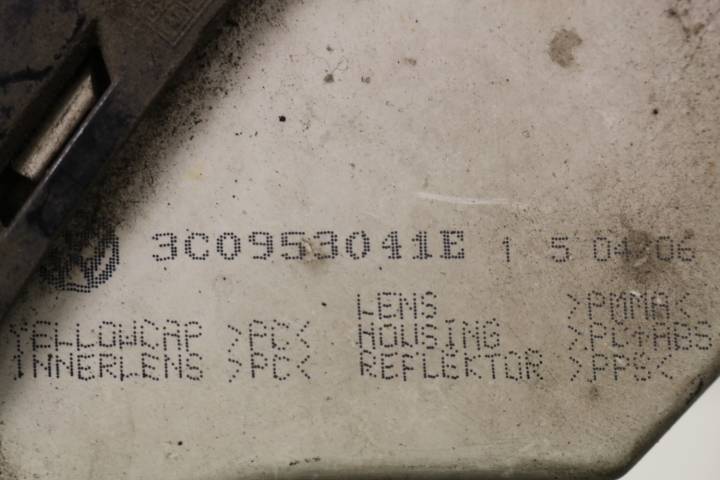 3C0953041E 1 5 04/06
LENS >PMMA<
YELLOWCAP >PC< HOUSING >PC+ABS
INNERLENS >PC< REFLEKTOR >PPS<